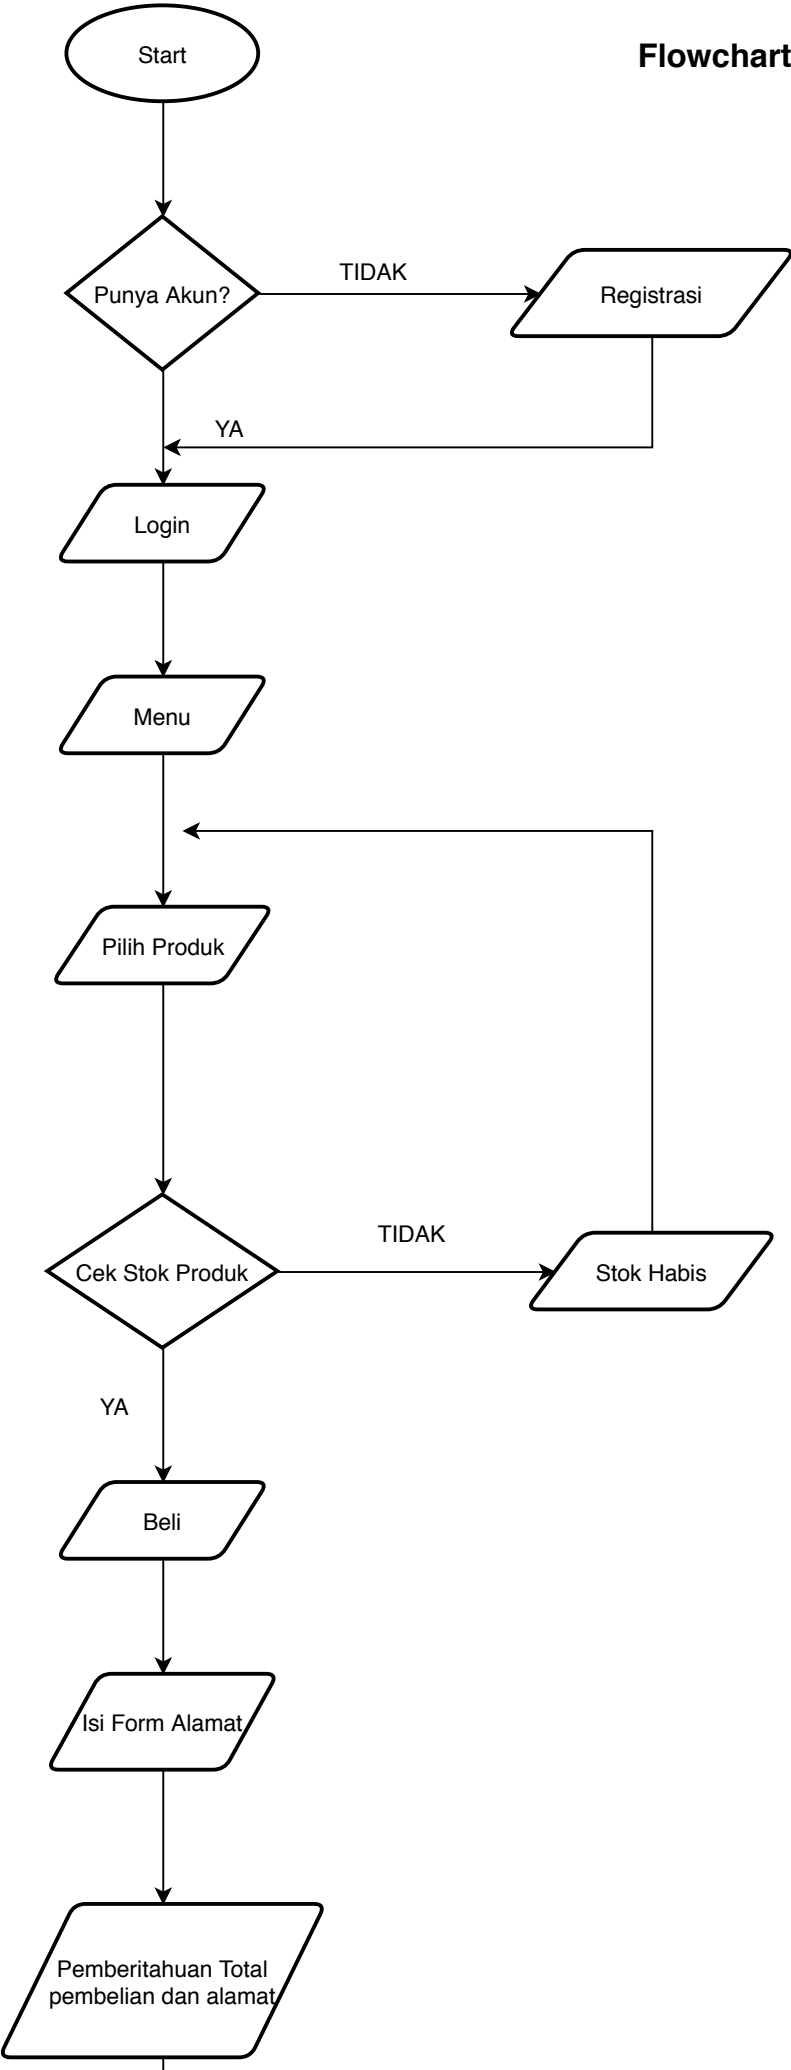 Start
Flowchart
Punya Akun?
TIDAK
Registrasi
YA
Login
Menu
Pilih Produk
Cek Stok Produk
TIDAK
Stok Habis
YA
Beli
Isi Form Alamat
Pemberitahuan Total
pembelian dan alamat